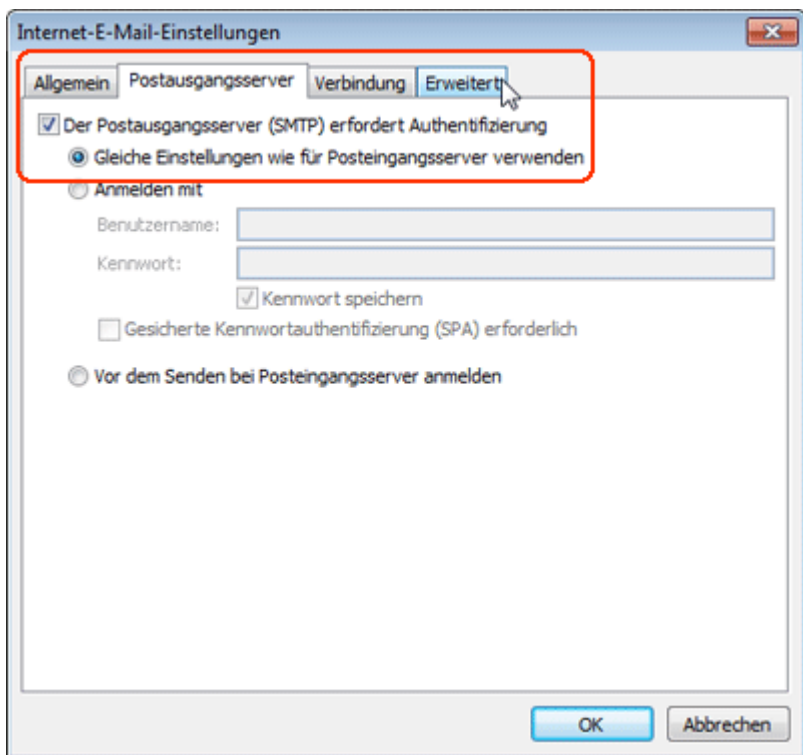 Internet-E-Mail-Einstellungen
Allgemein Postausgangsserver Verbindung Erweitert
Der Postausgangsserver (SMTP) erfordert Authentifizierung
Gleiche Einstellungen wie für Posteingangsserver verwenden
Anmelden mit
Benutzername:
Kennwort:
Kennwort speichern
Gesicherte Kennwortauthentifizierung (SPA) erforderlich
Vor dem Senden bei Posteingangsserver anmelden
OK Abbrechen